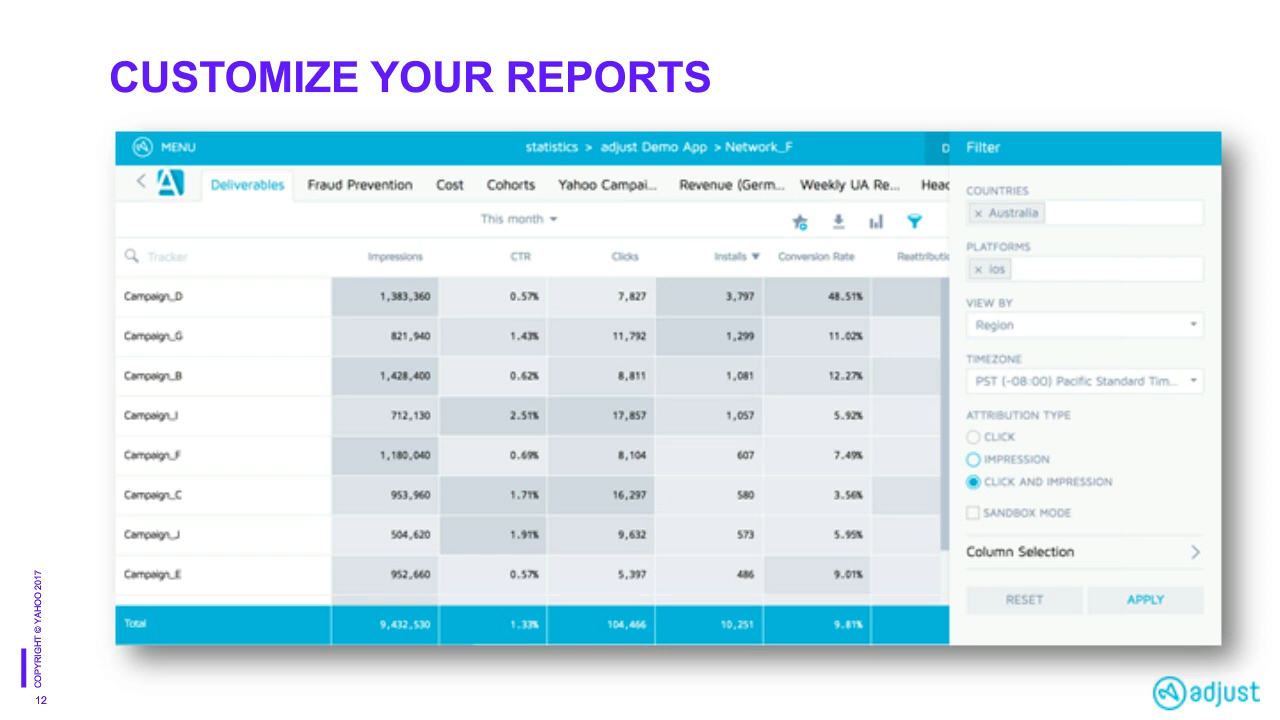 CUSTOMIZE YOUR REPORTS
MENU
statistics > adjust Demo App > Network_F
D
Filter
Deliverables Fraud Prevention Cost Cohorts Yahoo Campai... Revenue (Germ... Weekly UA Re... Head
This month
Tracker Impressions CTR Clicks Installs ▼ Conversion Rate Reattributio
Campaign_D 1,383,360 0.57% 7,827 3,797 48.51%
Campaign_G 821,940 1.43% 11,792 1,299 11.02%
Campaign_B 1,428,400 0.62% 8,811 1,081 12.27%
Campaign_I 712,130 2.51% 17,857 1,057 5.92%
Campaign_F 1,180,040 0.69% 8,104 607 7.49%
Campaign_C 953,960 1.71% 16,297 580 3.56%
Campaign_J 504,620 1.91% 9,632 573 5.95%
Campaign_E 952,660 0.57% 5,397 486 9.01%
Total 9,432,530 1.33% 104,466 10,251 9.81%
COUNTRIES
× Australia
PLATFORMS
× ios
VIEW BY
Region
TIMEZONE
PST (-08:00) Pacific Standard Tim...
ATTRIBUTION TYPE
CLICK
IMPRESSION
CLICK AND IMPRESSION
SANDBOX MODE
Column Selection
RESET APPLY
COPYRIGHT © YAHOO 2017
12
adjust